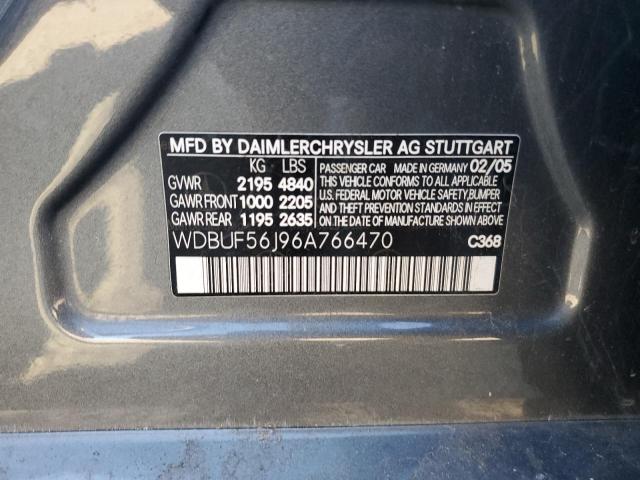 MFD BY DAIMLERCHRYSLER AG STUTTGART
KG LBS PASSENGER CAR MADE IN GERMANY 02/05
GVWR 2195 4840 THIS VEHICLE CONFORMS TO ALL APPLICABLE
GAWR FRONT 1000 2205 U.S. FEDERAL MOTOR VEHICLE SAFETY,BUMPER
GAWR REAR 1195 2635 AND THEFT PREVENTION STANDARDS IN EFFECT ON THE DATE OF MANUFACTURE SHOWN ABOVE
WDBUF56J96A766470
C368